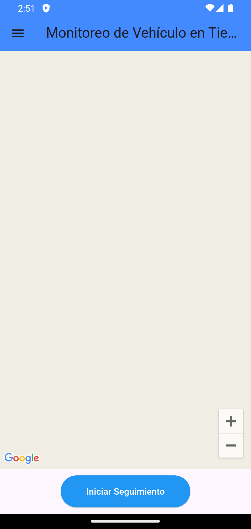 2:51
Monitoreo de Vehículo en Tie...
Google
Iniciar Seguimiento